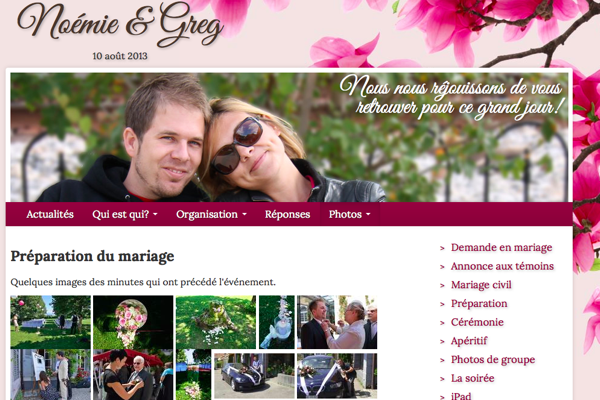 Noémie & Greg
10 août 2013
Nous nous réjouissons de vous
retrouver pour ce grand jour!
Actualités Qui est qui? Organisation Réponses Photos
Préparation du mariage
Quelques images des minutes qui ont précédé l'événement.
> Demande en mariage
> Annonce aux témoins
> Mariage civil
> Préparation
> Cérémonie
> Apéritif
> Photos de groupe
> La soirée
> iPad